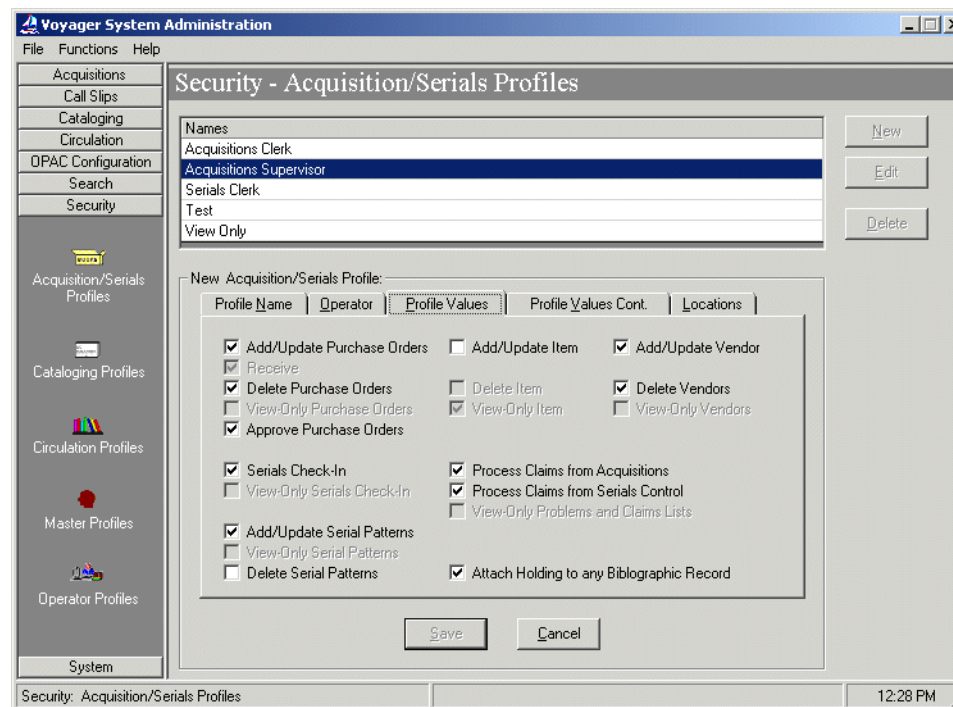 Voyager System Administration
File Functions Help
Acquisitions
Call Slips
Cataloging
Circulation
OPAC Configuration
Search
Security
Acquisition/Serials
Profiles
Cataloging Profiles
Circulation Profiles
Master Profiles
Operator Profiles
System
Security - Acquisition/Serials Profiles
Names
Acquisitions Clerk
Acquisitions Supervisor
Serials Clerk
Test
View Only
New
Edit
Delete
New Acquisition/Serials Profile:
Profile Name Operator Profile Values Profile Values Cont. Locations
Add/Update Purchase Orders Add/Update Item Add/Update Vendor
Receive
Delete Purchase Orders Delete Item Delete Vendors
View-Only Purchase Orders View-Only Item View-Only Vendors
Approve Purchase Orders
Serials Check-In Process Claims from Acquisitions
View-Only Serials Check-In Process Claims from Serials Control
View-Only Problems and Claims Lists
Add/Update Serial Patterns
View-Only Serial Patterns
Delete Serial Patterns Attach Holding to any Biblographic Record
Save Cancel
Security: Acquisition/Serials Profiles 12:28 PM